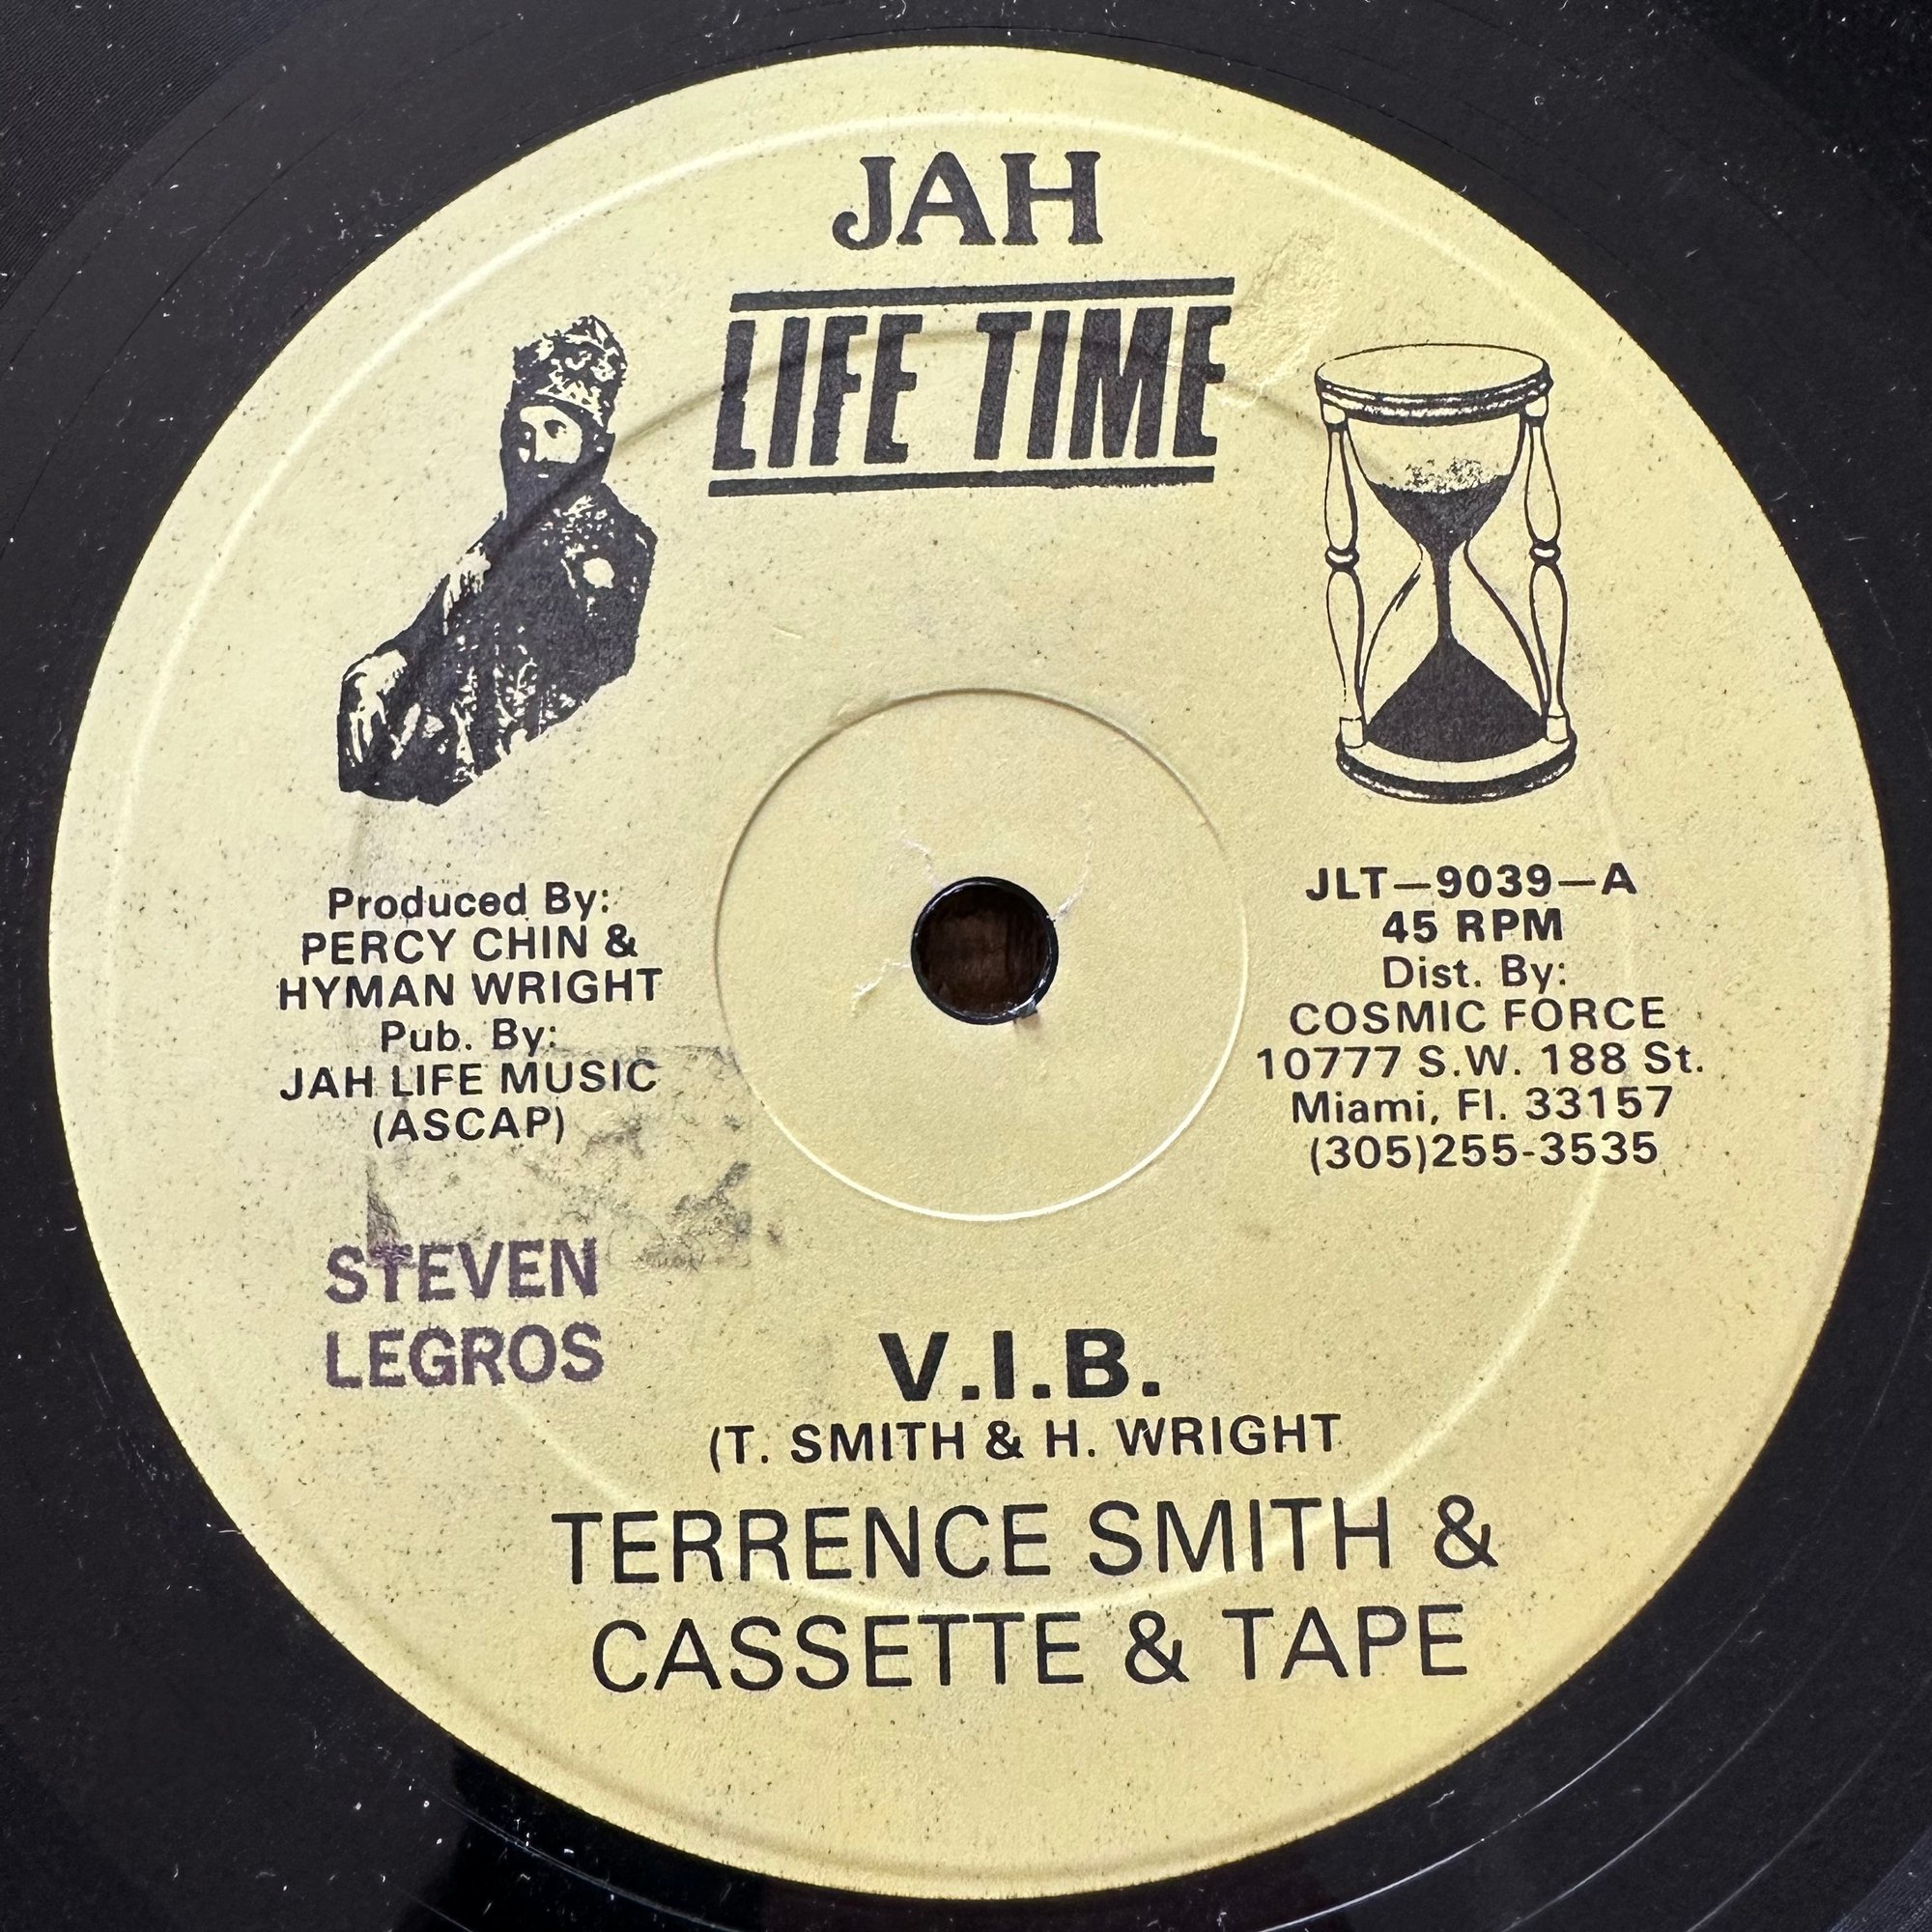 JAH
LIFE TIME
Produced By:
PERCY CHIN &
HYMAN WRIGHT
Pub. By:
JAH LIFE MUSIC
(ASCAP)
JLT—9039—A
45 RPM
Dist. By:
COSMIC FORCE
10777 S.W. 188 St.
Miami, Fl. 33157
(305)255-3535
STEVEN
LEGROS
V.I.B.
(T. SMITH & H. WRIGHT
TERRENCE SMITH &
CASSETTE & TAPE